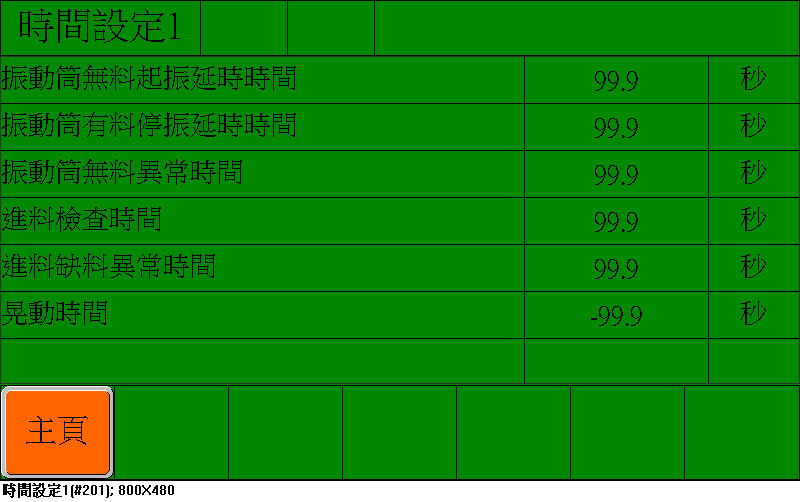 時間設定1
振動筒無料起振延時時間 99.9 秒
振動筒有料停振延時時間 99.9 秒
振動筒無料異常時間 99.9 秒
進料檢查時間 99.9 秒
進料缺料異常時間 99.9 秒
晃動時間 -99.9 秒
主頁
時間設定1(#201); 800X480